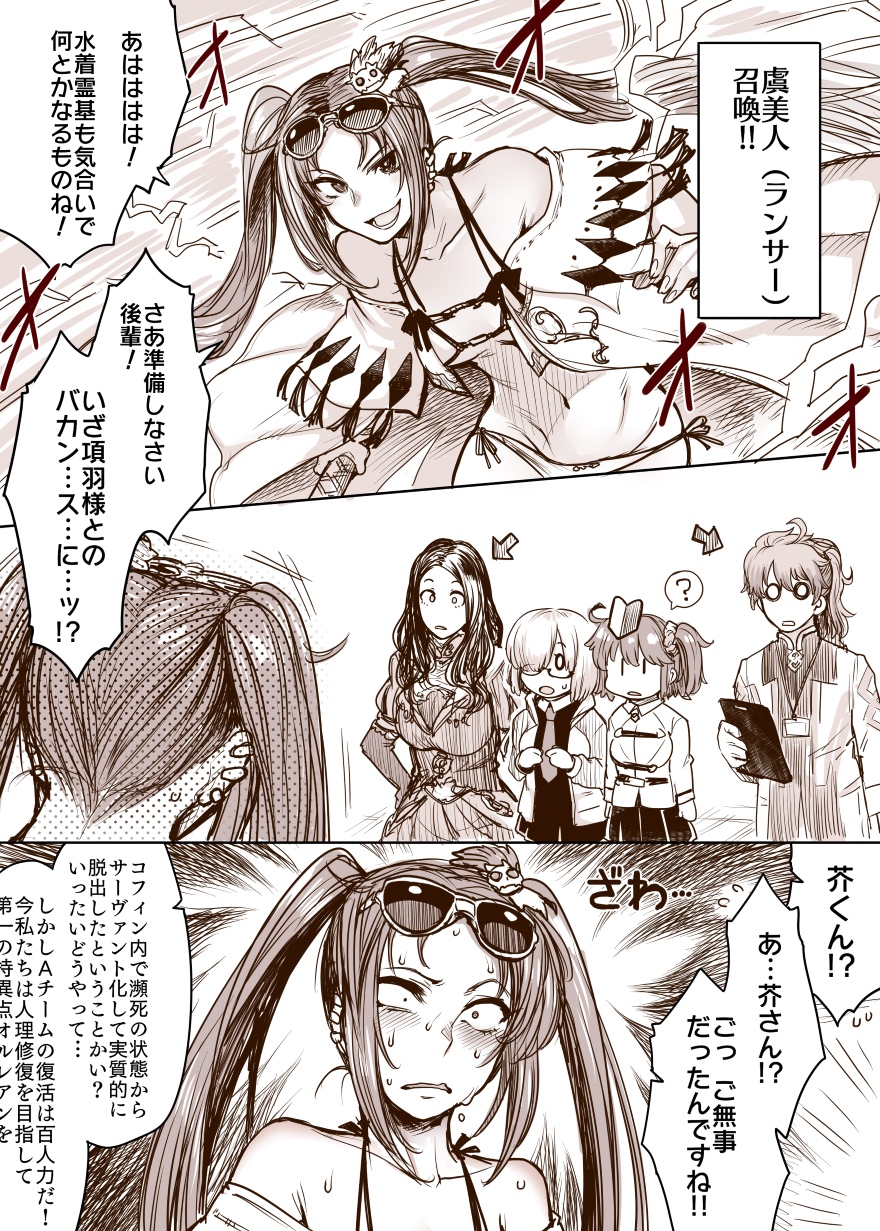 虞美人（ランサー）
召喚!!
あはははは！
水着霊基も気合いで
何とかなるものね！
さあ準備しなさい
後輩！
いざ項羽様との
バカン…ス…に…ッ!?
？
芥くん!?
あ…芥さん!?
ごっ ご無事
だったんですね!!
ざわ…
コフィン内で瀕死の状態から
サーヴァント化して実質的に
脱出したということかい？
いったいどうやって…
しかしAチームの復活は百人力だ！
今私たちは人理修復を目指して
第一の特異点オルレアンを